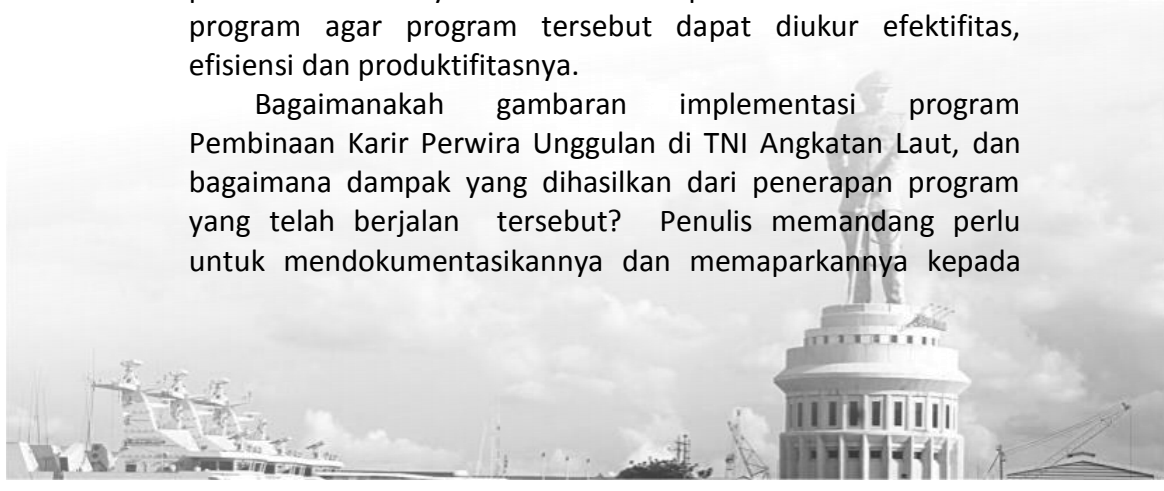 program agar program tersebut dapat diukur efektifitas,
efisiensi dan produktifitasnya.
Bagaimanakah gambaran implementasi program
Pembinaan Karir Perwira Unggulan di TNI Angkatan Laut, dan
bagaimana dampak yang dihasilkan dari penerapan program
yang telah berjalan tersebut? Penulis memandang perlu
untuk mendokumentasikannya dan memaparkannya kepada